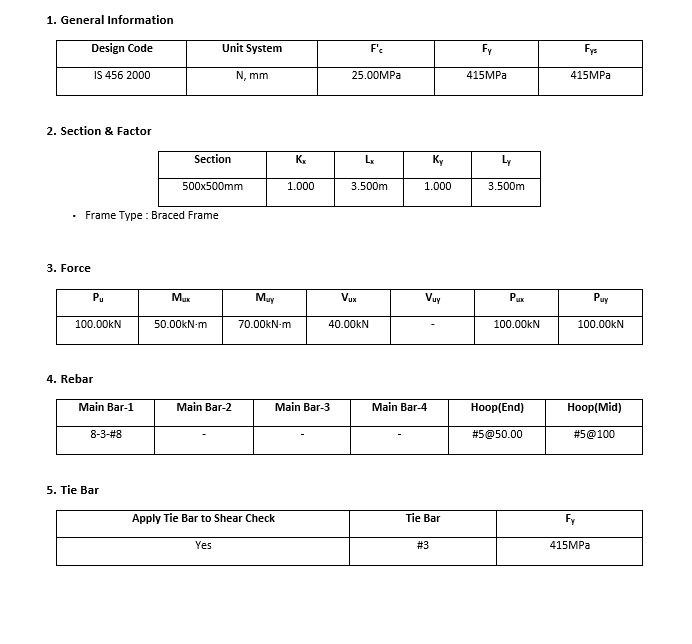 1. General Information
Design Code Unit System F'c Fy Fys
IS 456 2000 N, mm 25.00MPa 415MPa 415MPa
2. Section & Factor
Section Kx Lx Ky Ly
500x500mm 1.000 3.500m 1.000 3.500m
• Frame Type : Braced Frame
3. Force
Pu Mux Muy Vux Vuy Pux Puy
100.00kN 50.00kN·m 70.00kN·m 40.00kN - 100.00kN 100.00kN
4. Rebar
Main Bar-1 Main Bar-2 Main Bar-3 Main Bar-4 Hoop(End) Hoop(Mid)
8-3-#8 - - - #5@50.00 #5@100
5. Tie Bar
Apply Tie Bar to Shear Check Tie Bar Fy
Yes #3 415MPa